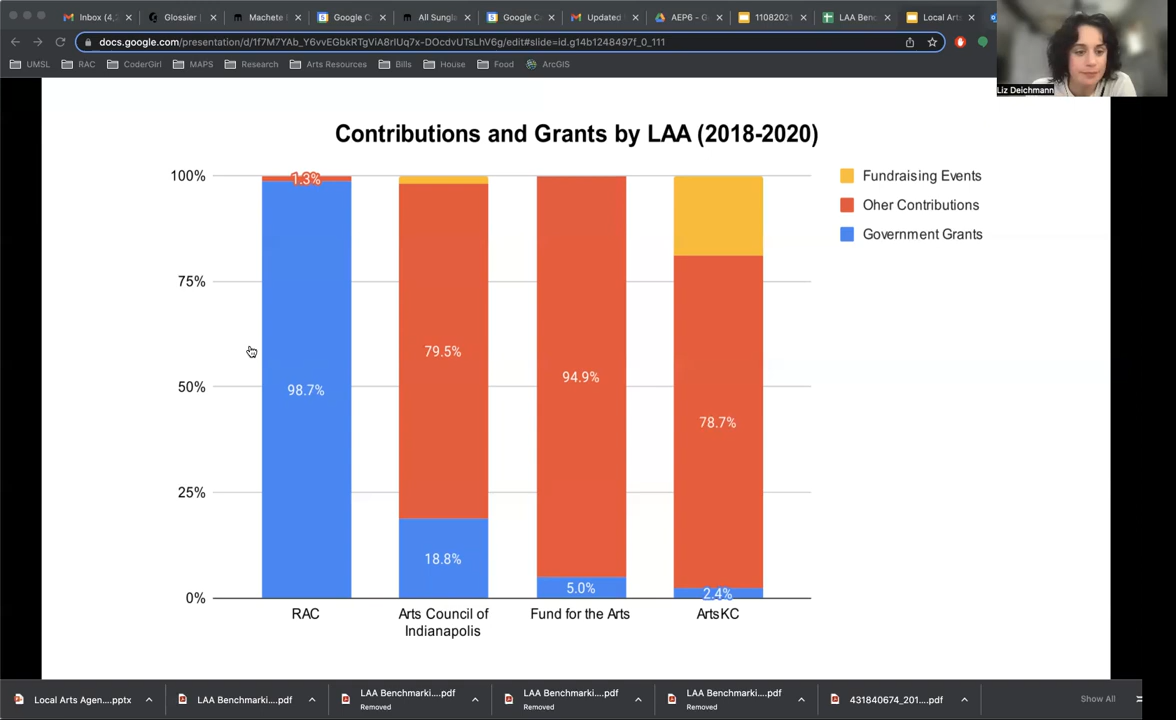 Inbox (4,
Glossier
Machete
Google C
All Sungla
Google C
Updated
AEP6 - G
11082021
LAA Benc
Local Arts
docs.google.com/presentation/d/1f7M7YAb_Y6vvEGbkRTgViA8rIUq7x-DOcdvUTsLhV6g/edit#slide=id.g14b1248497f_0_111
UMSL
RAC
CoderGirl
MAPS
Research
Arts Resources
Bills
House
Food
ArcGIS
Liz Deichmann
Contributions and Grants by LAA (2018-2020)
100%
75%
50%
25%
0%
1.3%
98.7%
79.5%
18.8%
94.9%
5.0%
78.7%
2.4%
RAC
Arts Council of
Indianapolis
Fund for the Arts
ArtsKC
Fundraising Events
Oher Contributions
Government Grants
Local Arts Agen....pptx
LAA Benchmarki....pdf
LAA Benchmarki....pdf
Removed
LAA Benchmarki....pdf
Removed
LAA Benchmarki....pdf
Removed
431840674_201....pdf
Show All